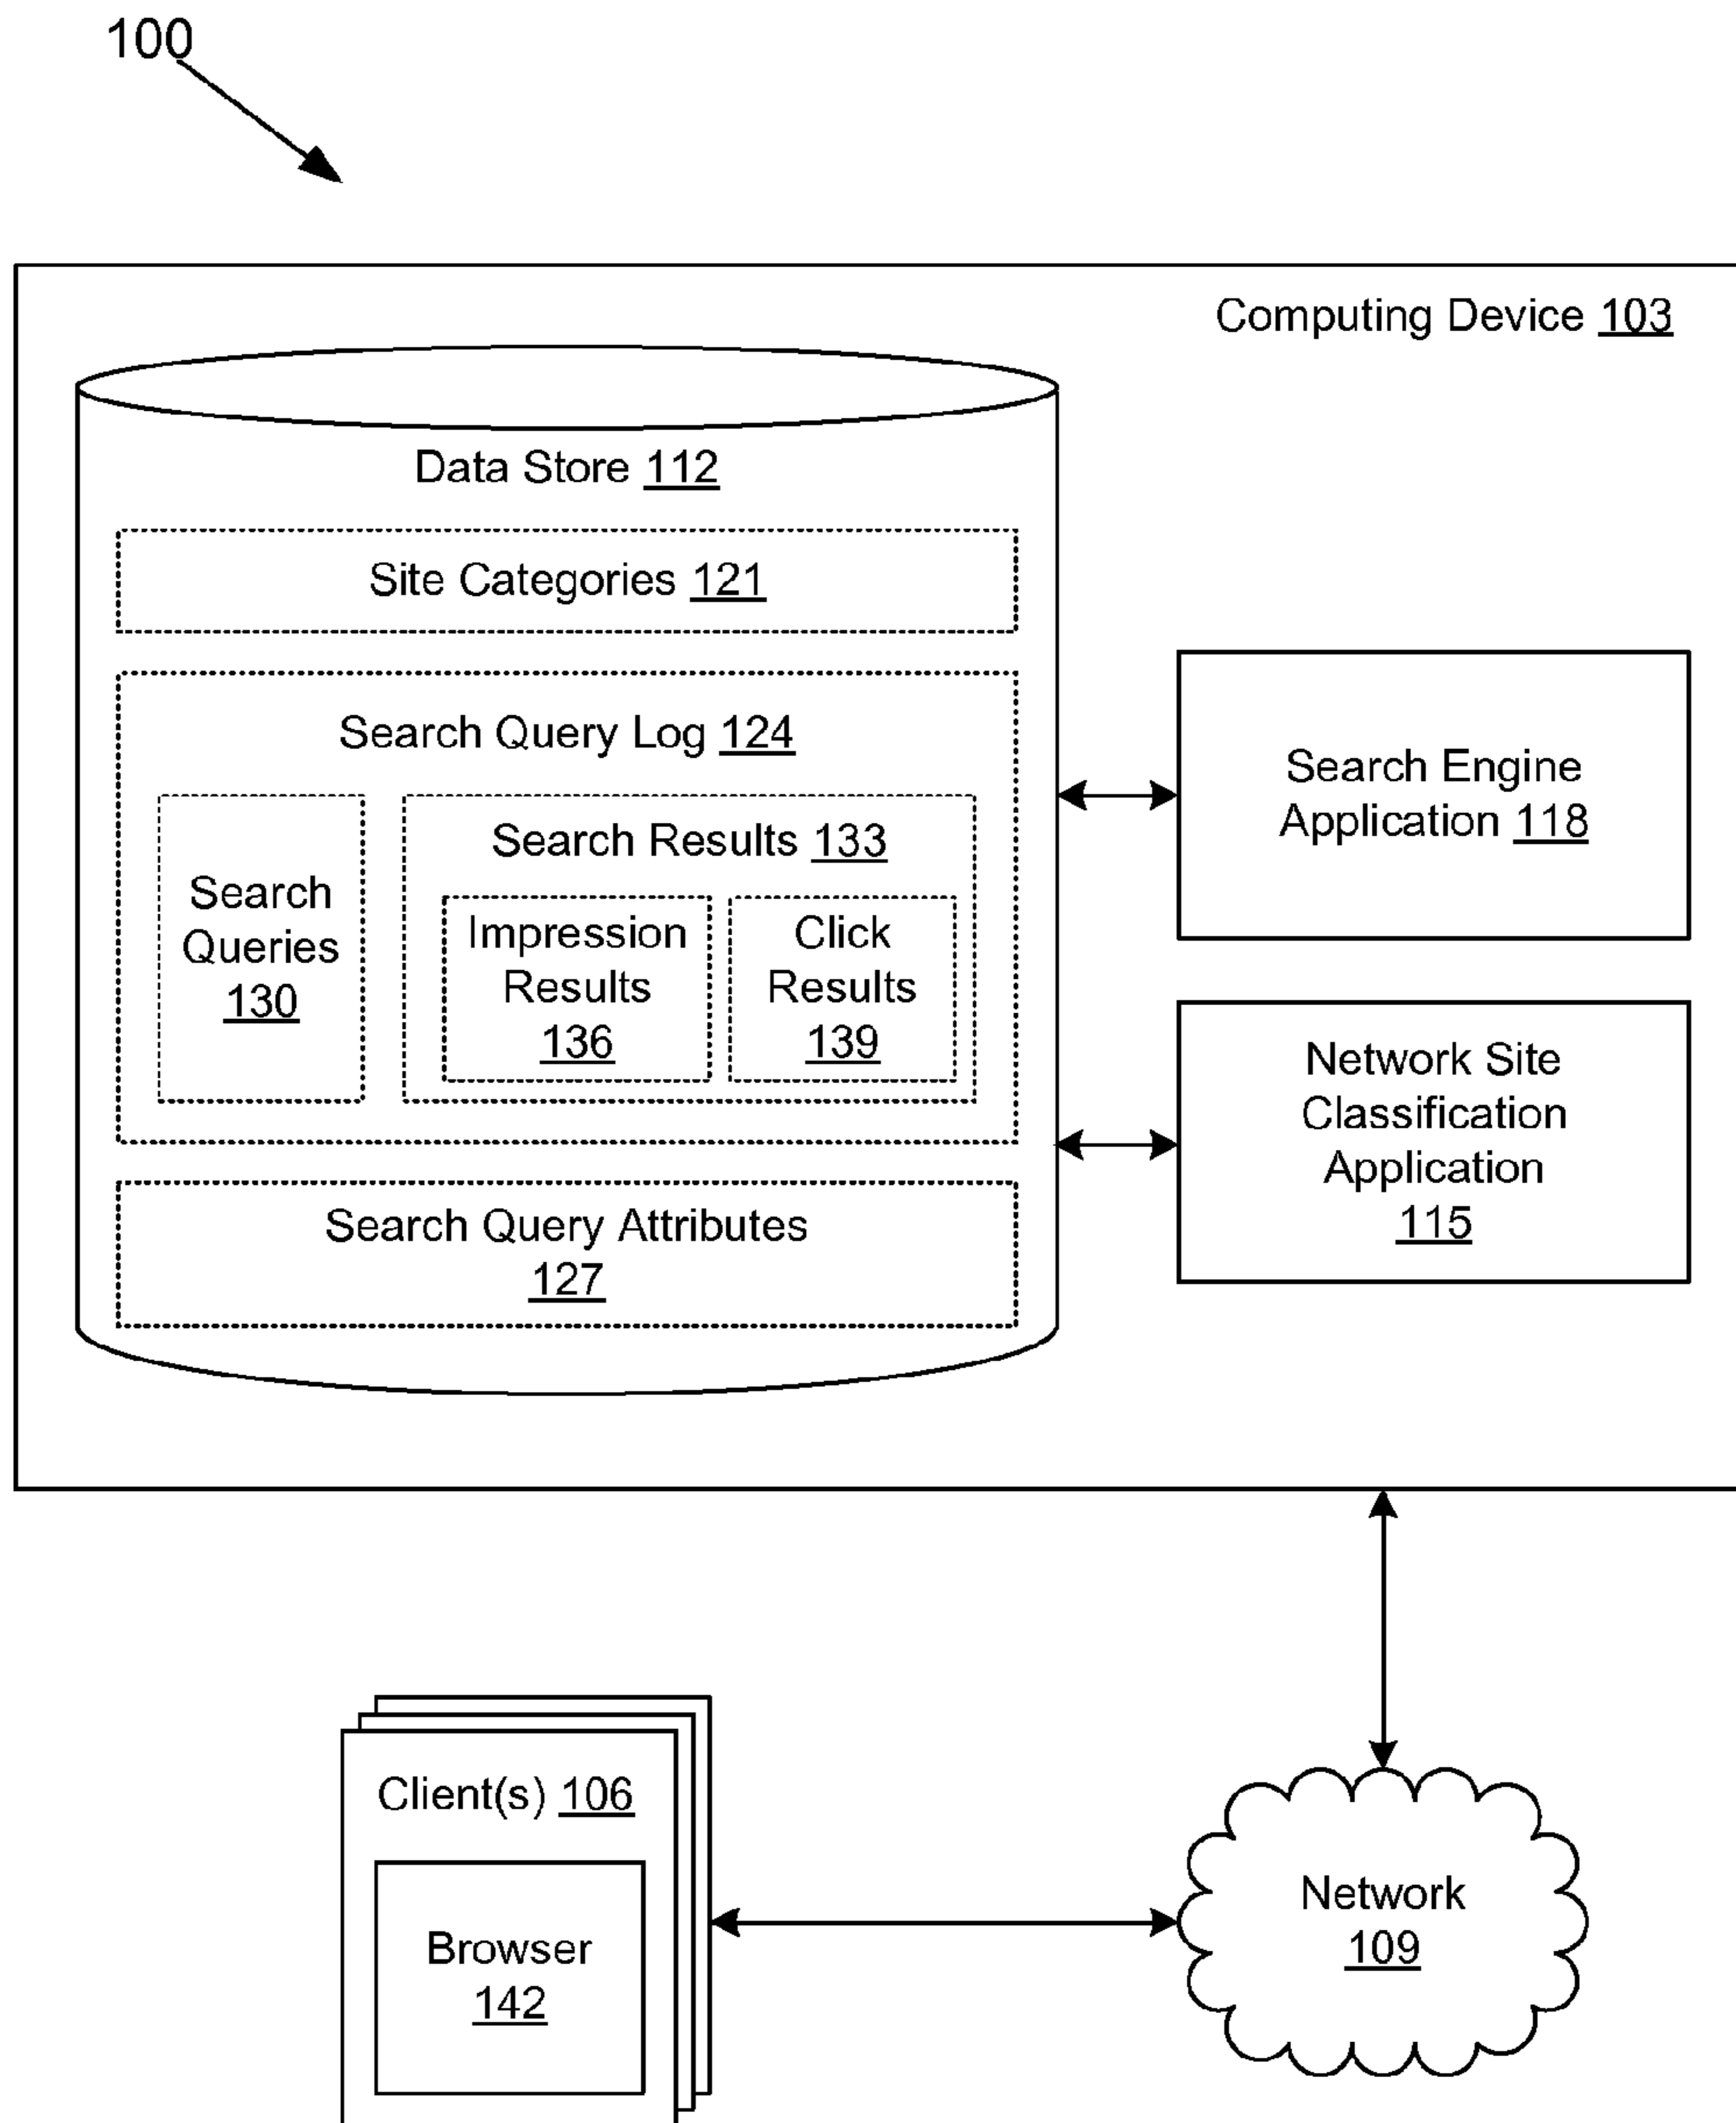 100
Computing Device 103
Data Store 112
Site Categories 121
Search Query Log 124
Search
Queries
130
Search Results 133
Impression
Results
136
Click
Results
139
Search Query Attributes
127
Search Engine
Application 118
Network Site
Classification
Application
115
Client(s) 106
Browser
142
Network
109